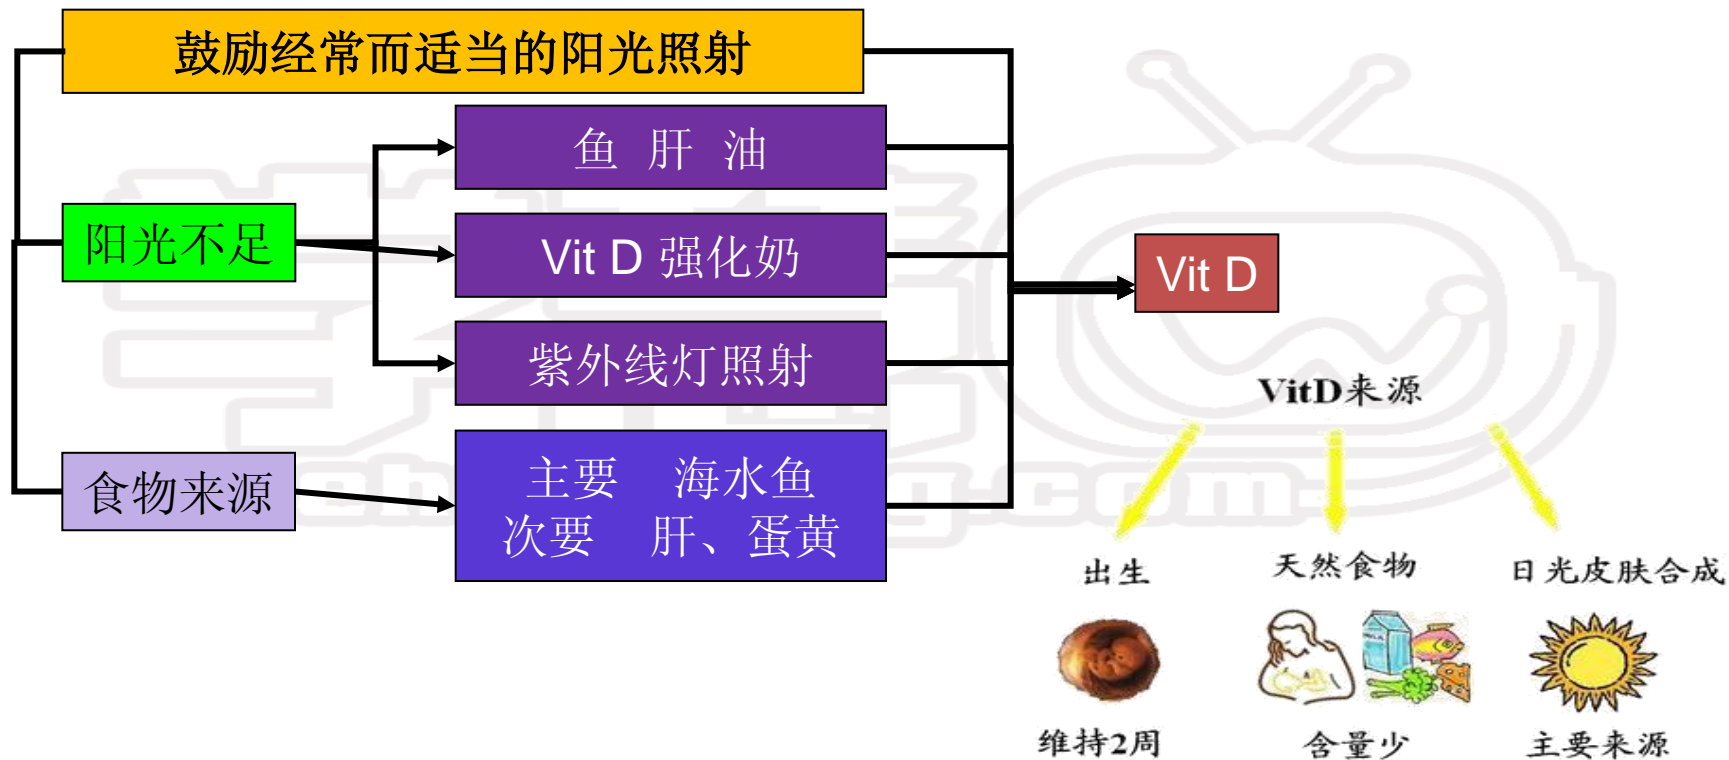 鼓励经常而适当的阳光照射
鱼 肝 油
阳光不足
Vit D 强化奶
Vit D
紫外线灯照射
食物来源
主要 海水鱼
次要 肝、蛋黄
VitD来源
出生
天然食物
日光皮肤合成
维持2周
含量少
主要来源